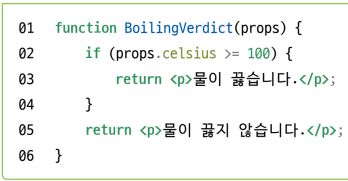 01 function BoilingVerdict(props) {
02     if (props.celsius >= 100) {
03         return <p>물이 끓습니다.</p>;
04     }
05     return <p>물이 끓지 않습니다.</p>;
06 }